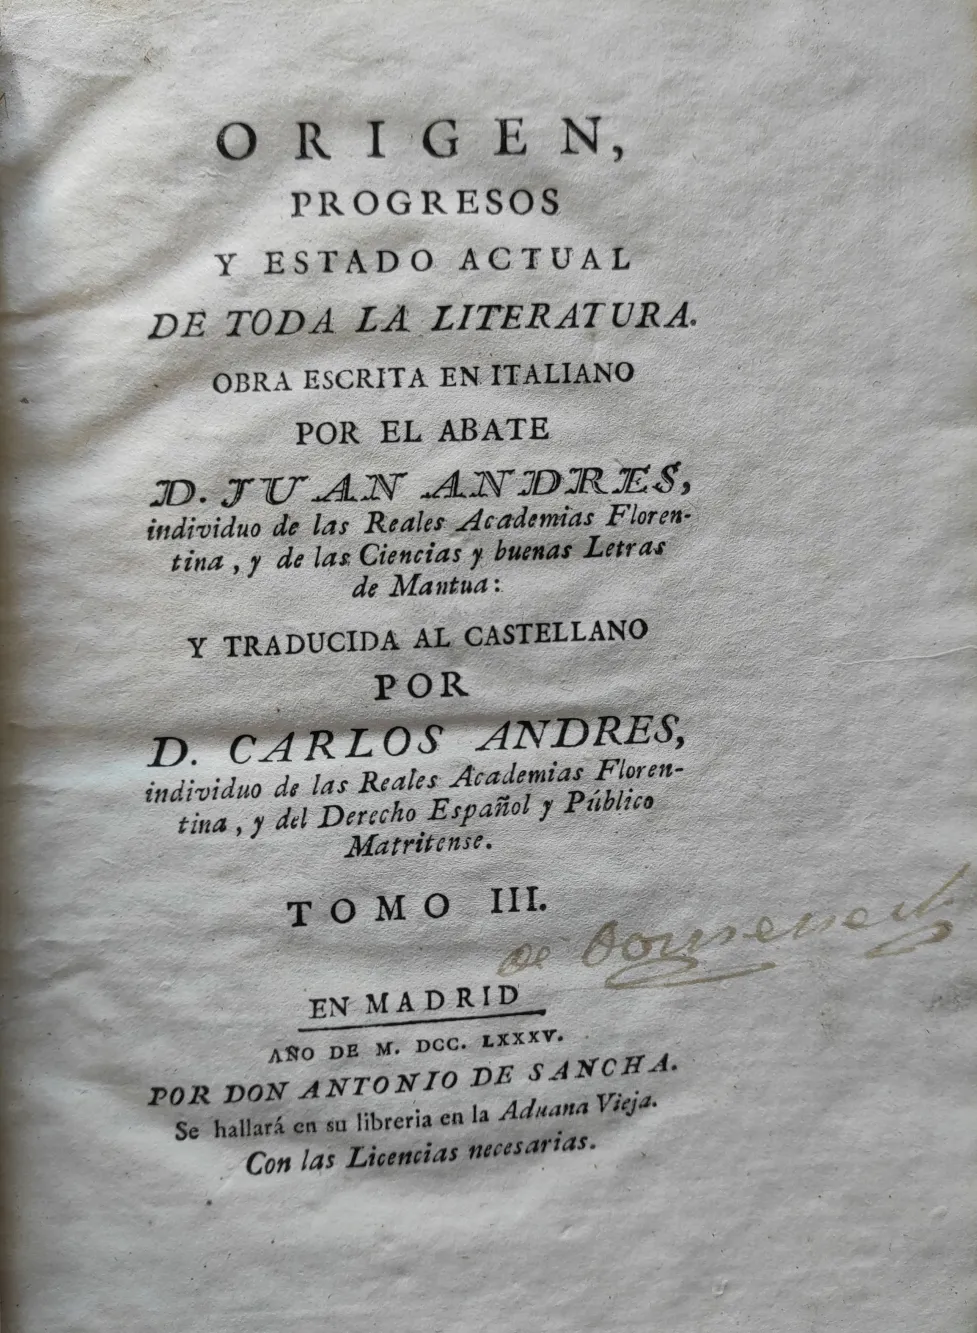 ORIGEN,
PROGRESOS
Y ESTADO ACTUAL
DE TODA LA LITERATURA.
OBRA ESCRITA EN ITALIANO
POR EL ABATE
D. JUAN ANDRES,
individuo de las Reales Academias Floren-
tina, y de las Ciencias y buenas Letras
de Mantua:
Y TRADUCIDA AL CASTELLANO
POR
D. CARLOS ANDRES,
individuo de las Reales Academias Floren-
tina, y del Derecho Español y Público
Matritense.
TOMO III.
de
EN MADRID
AÑO DE M. DCC. LXXXV.
POR DON ANTONIO DE SANCHA.
Se hallará en su libreria en la Aduana Vieja.
Con las Licencias necesarias.